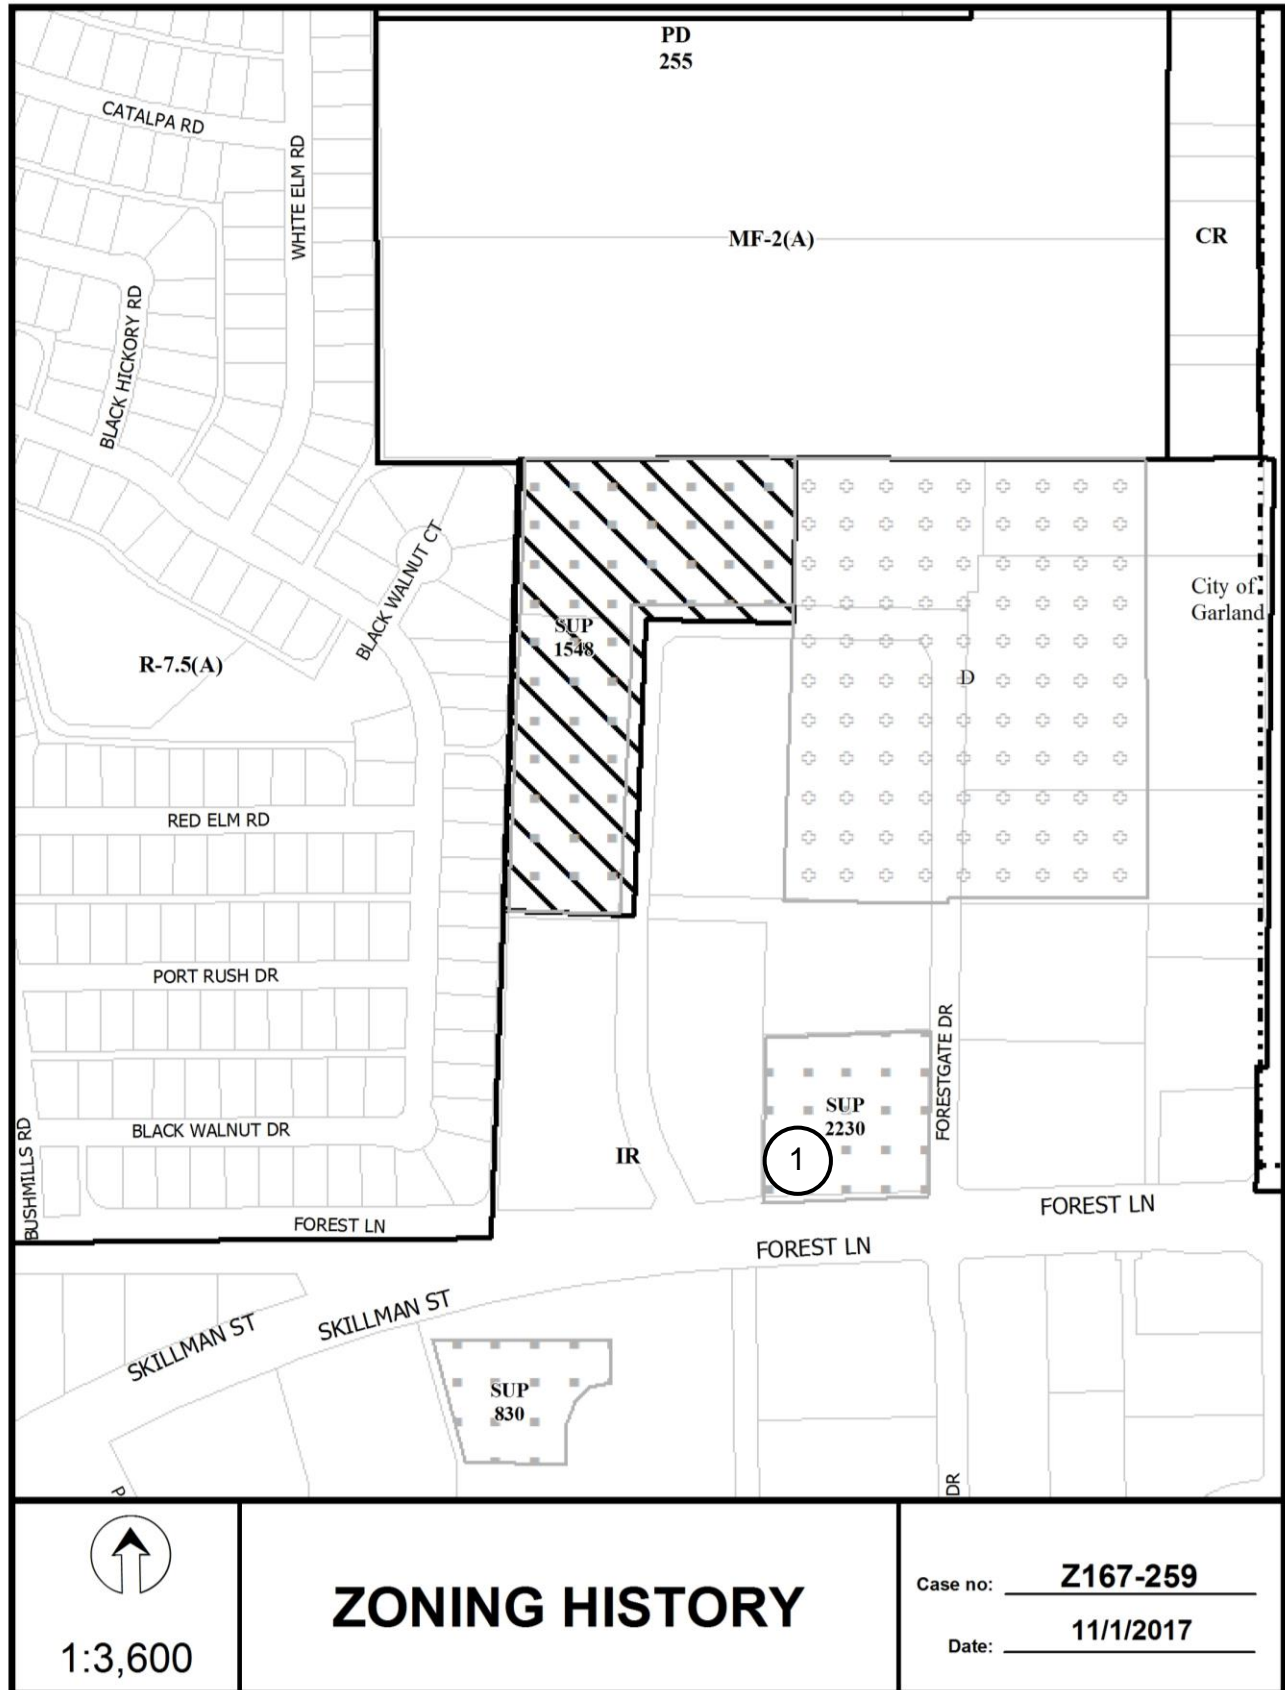 PD
255
CATALPA RD
WHITE ELM RD
MF-2(A)
CR
BLACK HICKORY RD
BLACK WALNUT CT
City of
Garland
SUP
1548
R-7.5(A)
D
RED ELM RD
PORT RUSH DR
FORESTGATE DR
SUP
2230
BLACK WALNUT DR
BUSHMILLS RD
IR
1
FOREST LN
FOREST LN
FOREST LN
SKILLMAN ST
SKILLMAN ST
SUP
830
P
DR
1:3,600
ZONING HISTORY
Case no: Z167-259
Date: 11/1/2017